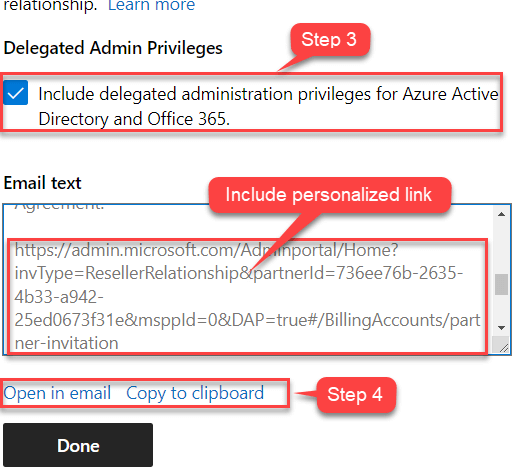 relationship. Learn more
Step 3
Delegated Admin Privileges
Include delegated administration privileges for Azure Active
Directory and Office 365.
Email text
Include personalized link
Agreement.
https://admin.microsoft.com/Adminportal/Home?
invType=ResellerRelationship&partnerId=736ee76b-2635-
4b33-a942-
25ed0673f31e&msppId=0&DAP=true#/BillingAccounts/part
ner-invitation
Open in email Copy to clipboard
Step 4
Done